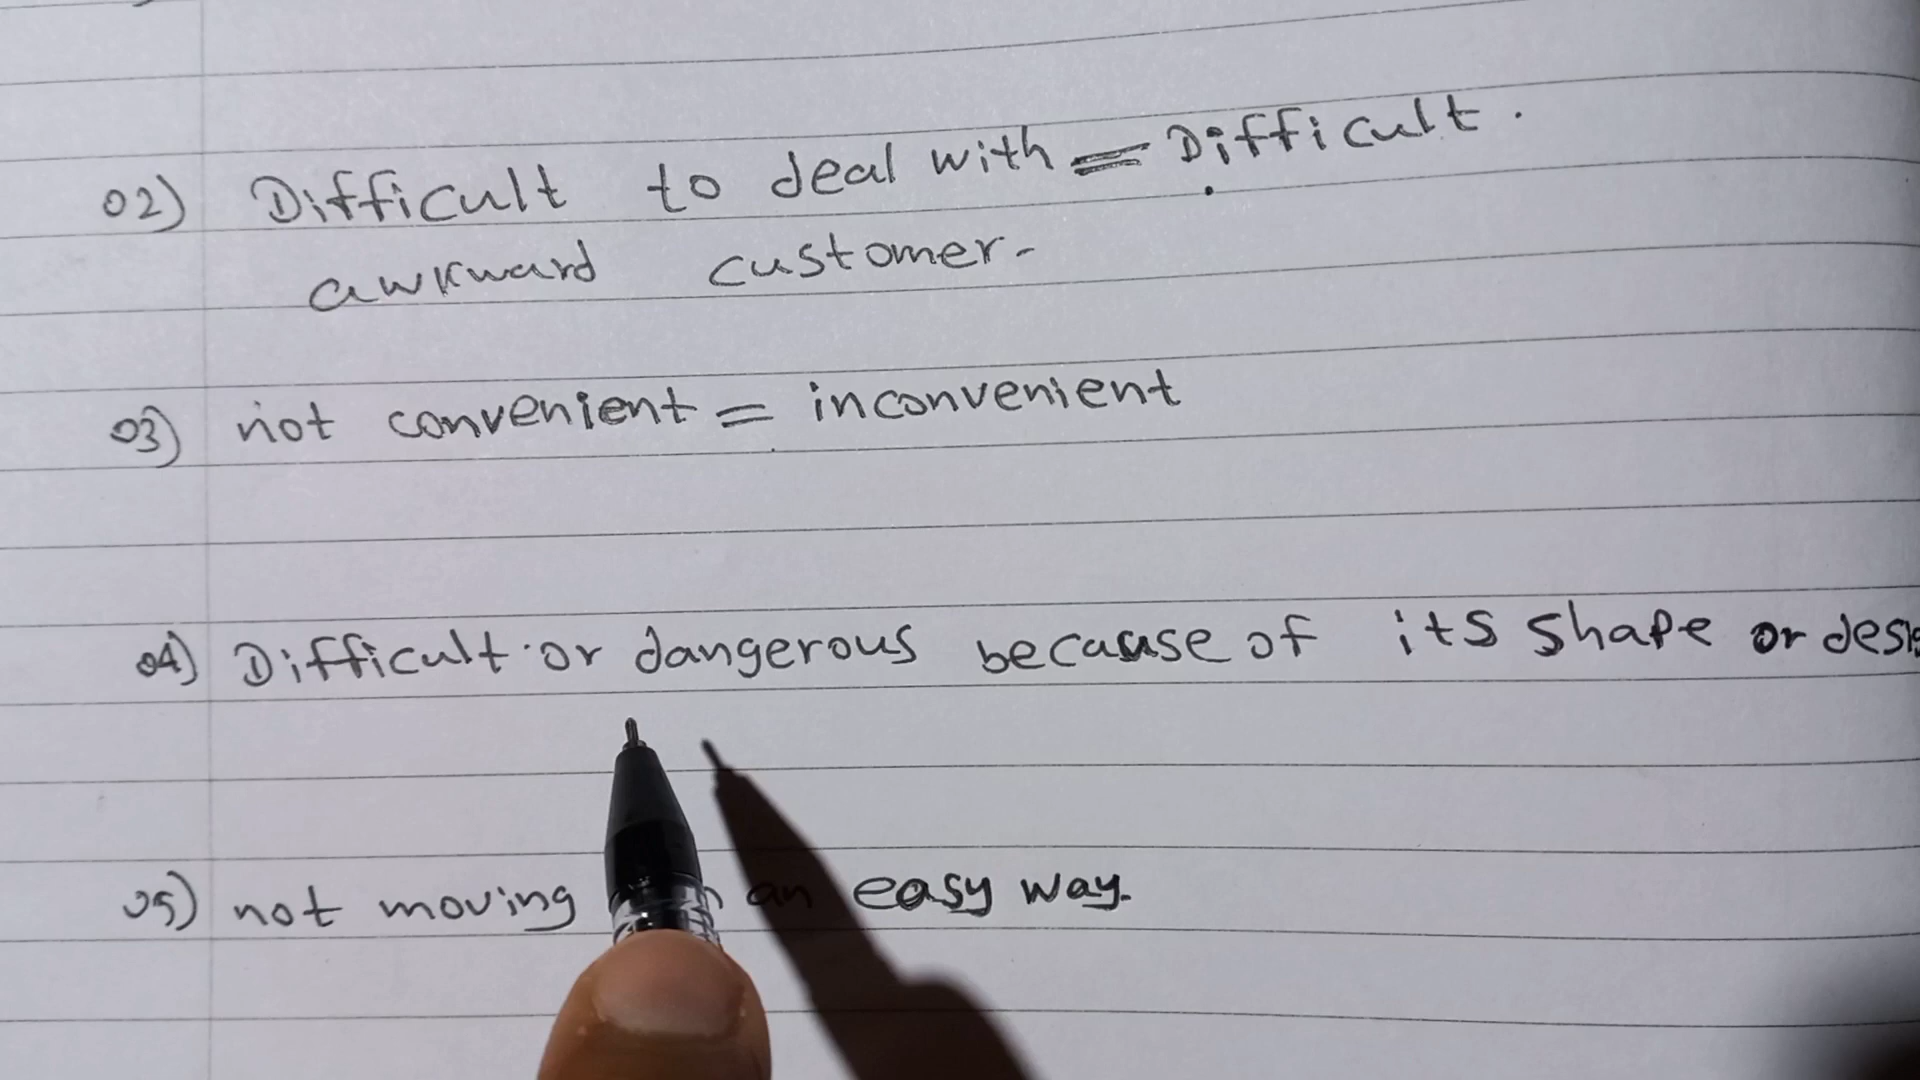 02) Difficult to deal with = Difficult.
awkward customer.
03) not convenient = inconvenient
04) Difficult or dangerous because of its shape or
05) not moving an easy way.